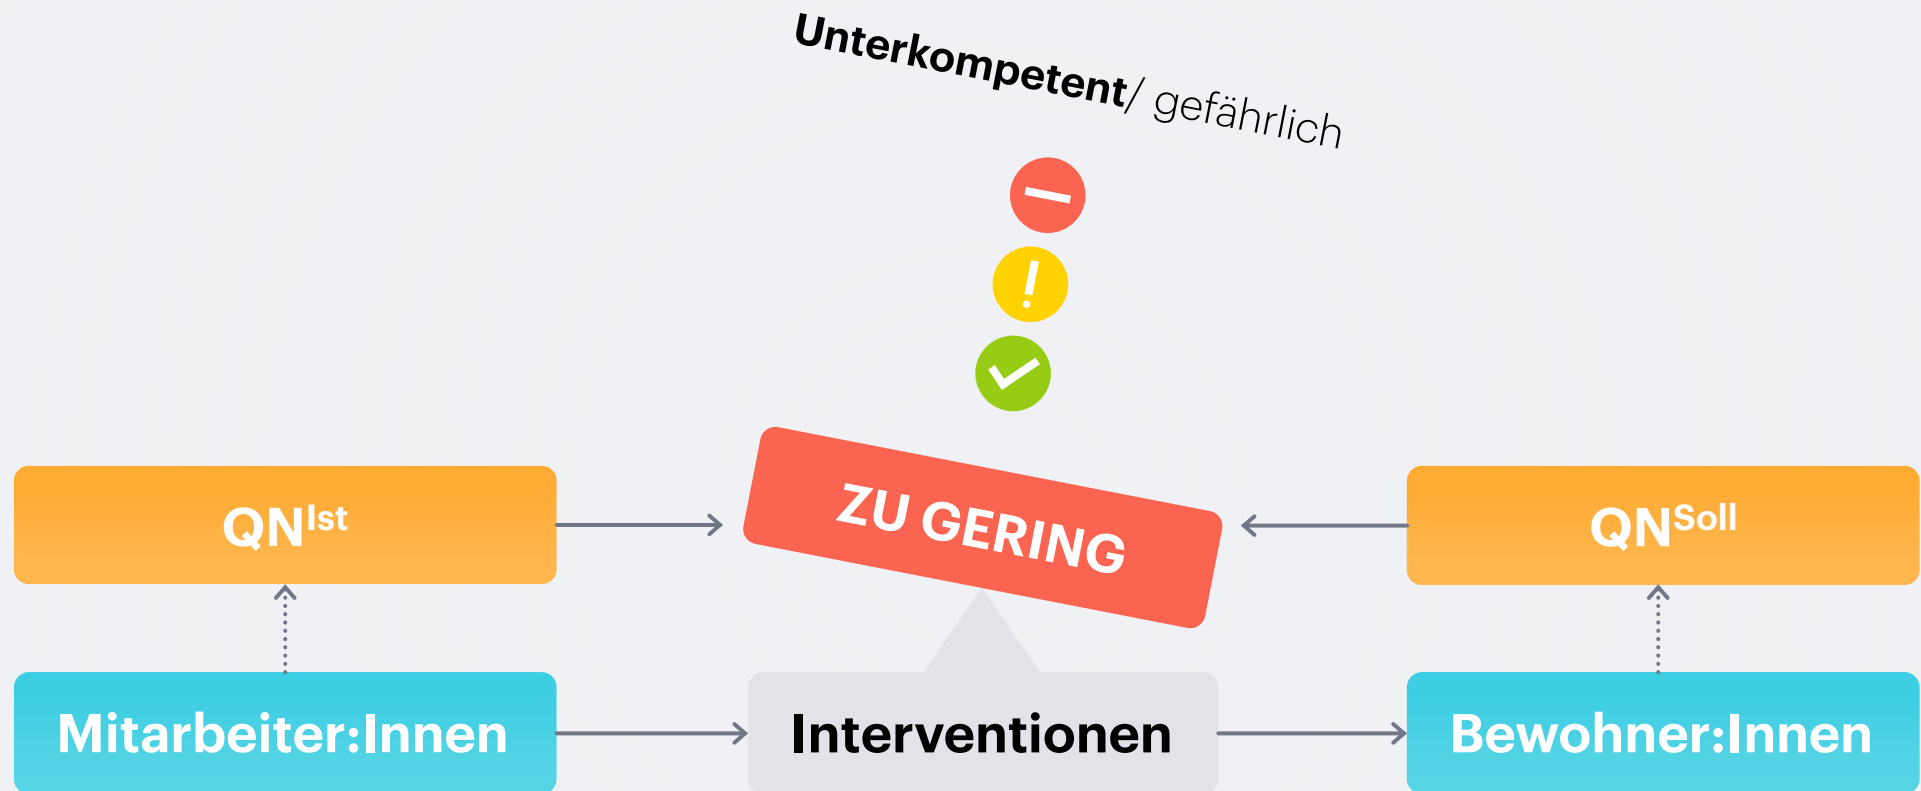 Unterkompetent/ gefährlich
!
ZU GERING
QNIst
QNSoll
Mitarbeiter:Innen
Interventionen
Bewohner:Innen